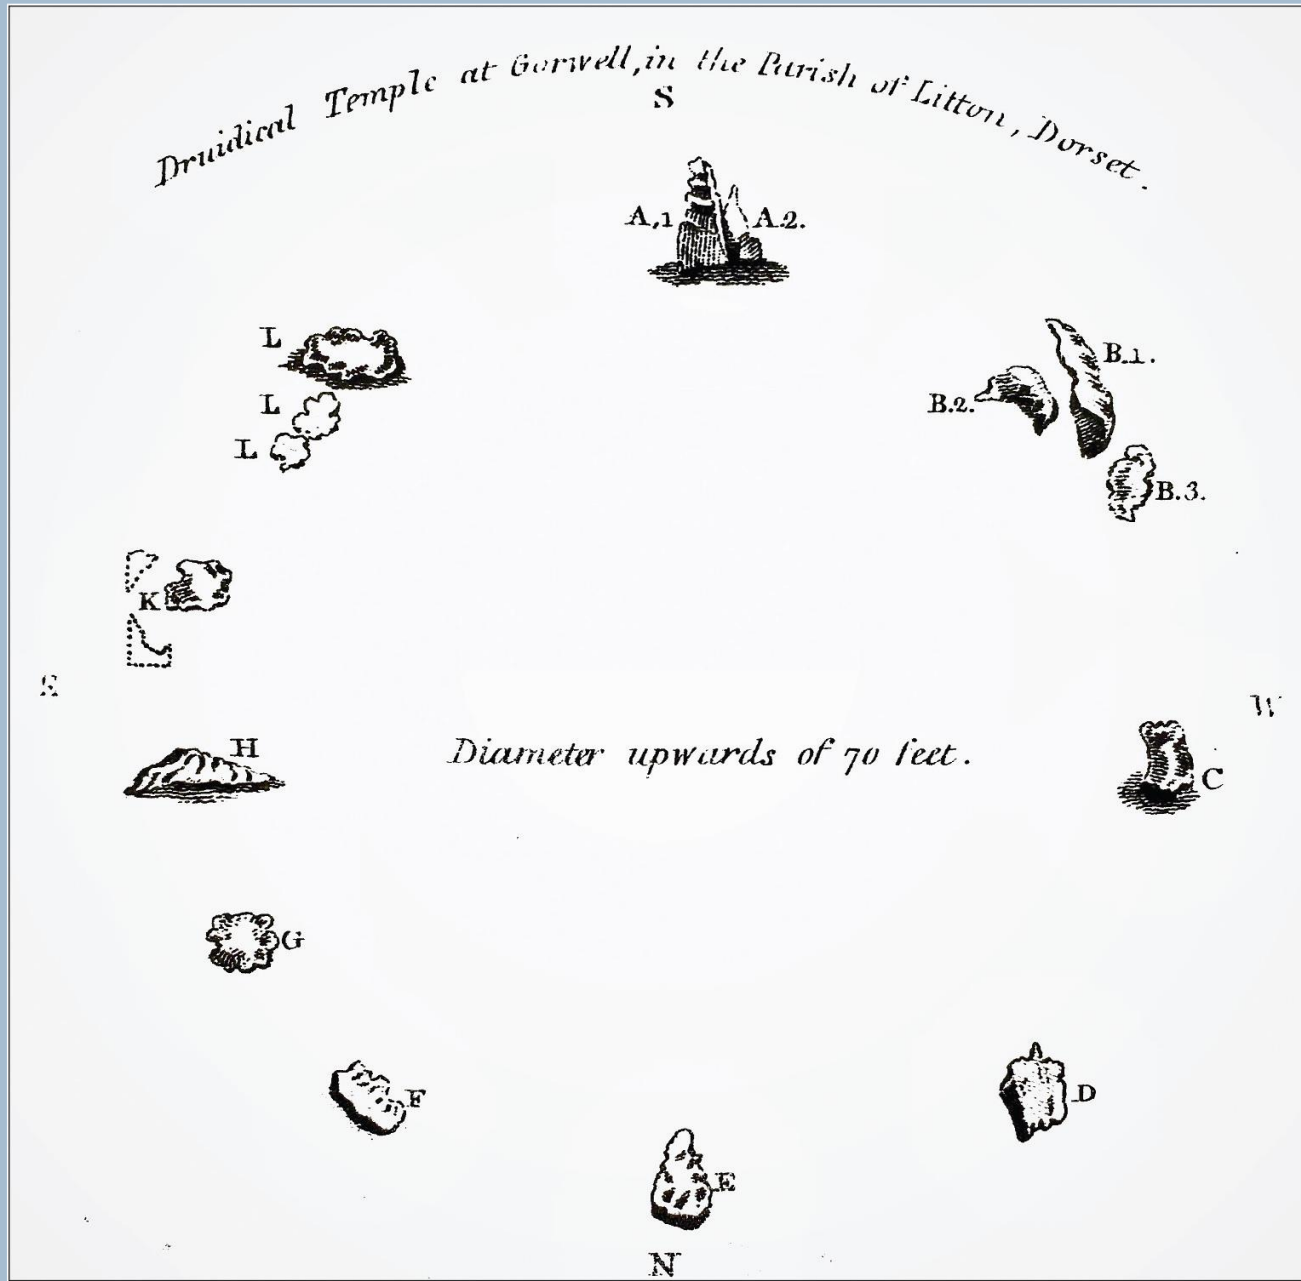 Druidical Temple at Gorwell, in the Parish of Litton, Dorset.
S
A,1 A.2.
L
B.1.
L
B.2.
L
B.3.
K
E
W
H
Diameter upwards of 70 feet.
C
G
F
D
E
N